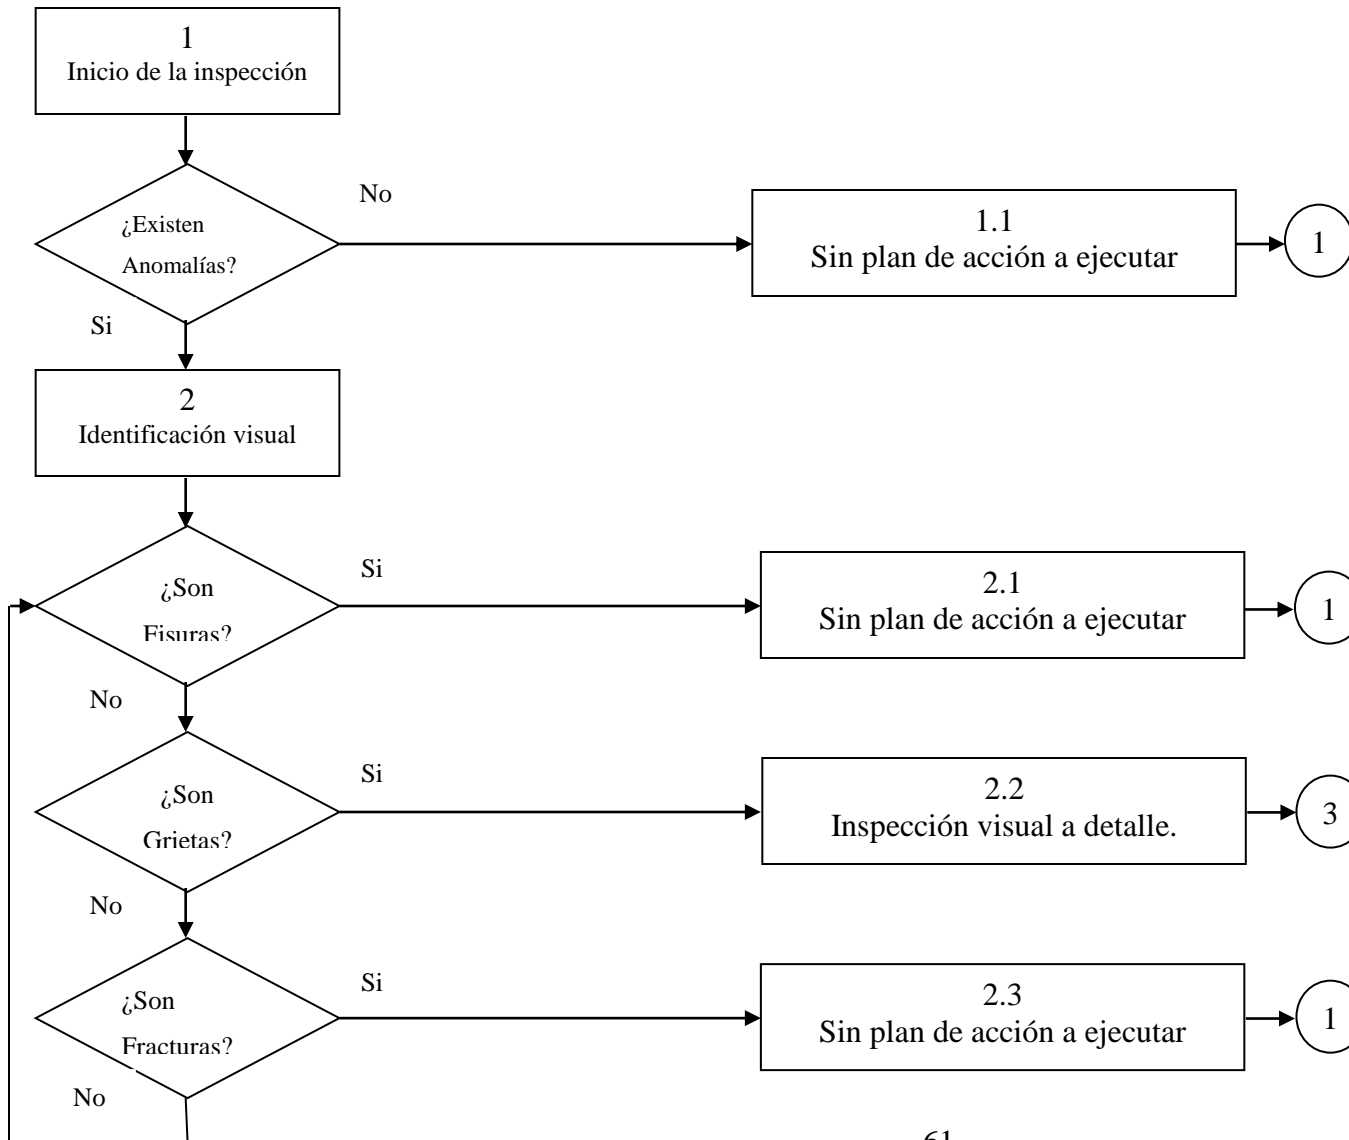 1
Inicio de la inspección
No
¿Existen
Anomalías?
1.1
Sin plan de acción a ejecutar
1
Si
2
Identificación visual
Si
¿Son
Fisuras?
2.1
Sin plan de acción a ejecutar
1
No
Si
¿Son
Grietas?
2.2
Inspección visual a detalle.
3
No
Si
¿Son
Fracturas?
2.3
Sin plan de acción a ejecutar
1
No
61